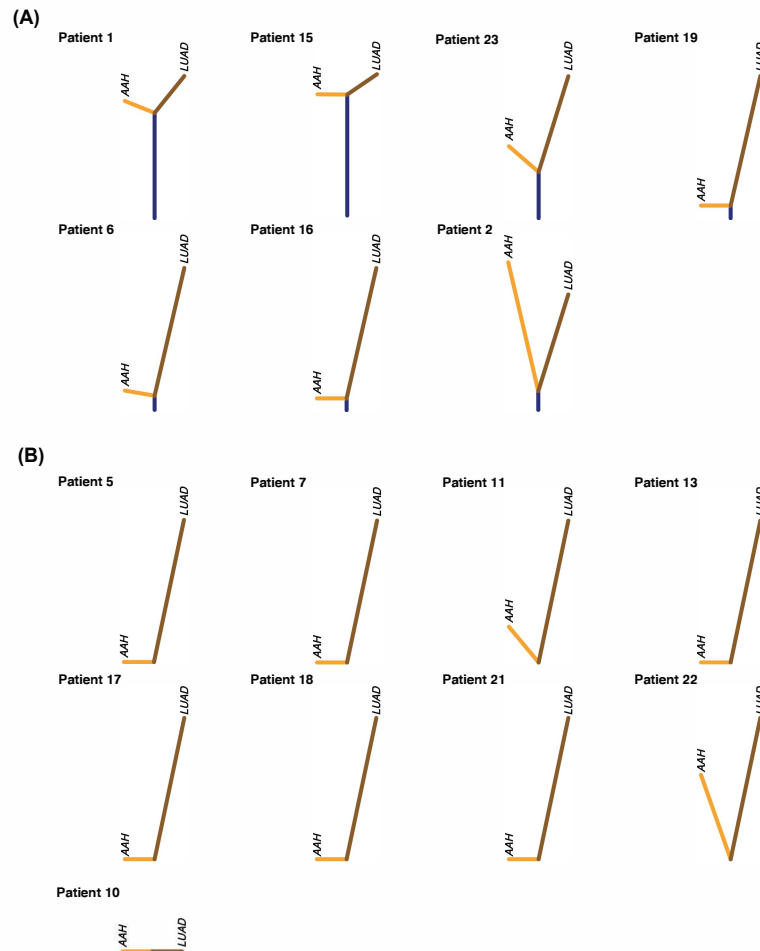 (A)
Patient 1
Patient 15
Patient 23
Patient 19
AAH
LUAD
AAH
LUAD
AAH
LUAD
AAH
LUAD
Patient 6
Patient 16
Patient 2
AAH
LUAD
AAH
LUAD
AAH
LUAD
(B)
Patient 5
Patient 7
Patient 11
Patient 13
AAH
LUAD
AAH
LUAD
AAH
LUAD
AAH
LUAD
Patient 17
Patient 18
Patient 21
Patient 22
AAH
LUAD
AAH
LUAD
AAH
LUAD
AAH
LUAD
Patient 10
AAH
LUAD